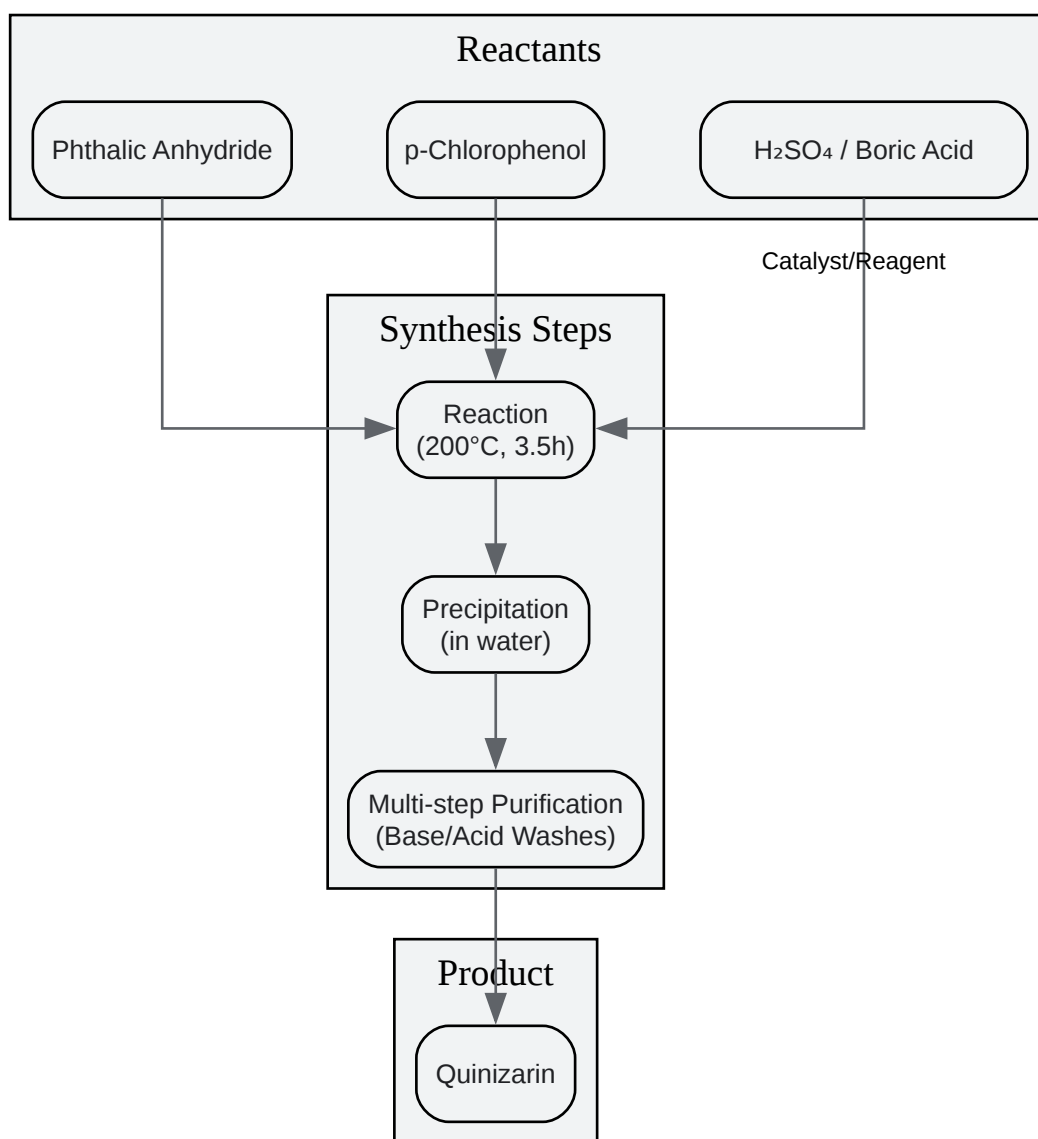 Reactants
Phthalic Anhydride
p-Chlorophenol
H₂SO₄ / Boric Acid
Catalyst/Reagent
Synthesis Steps
Reaction
(200°C, 3.5h)
Precipitation
(in water)
Multi-step Purification
(Base/Acid Washes)
Product
Quinizarin